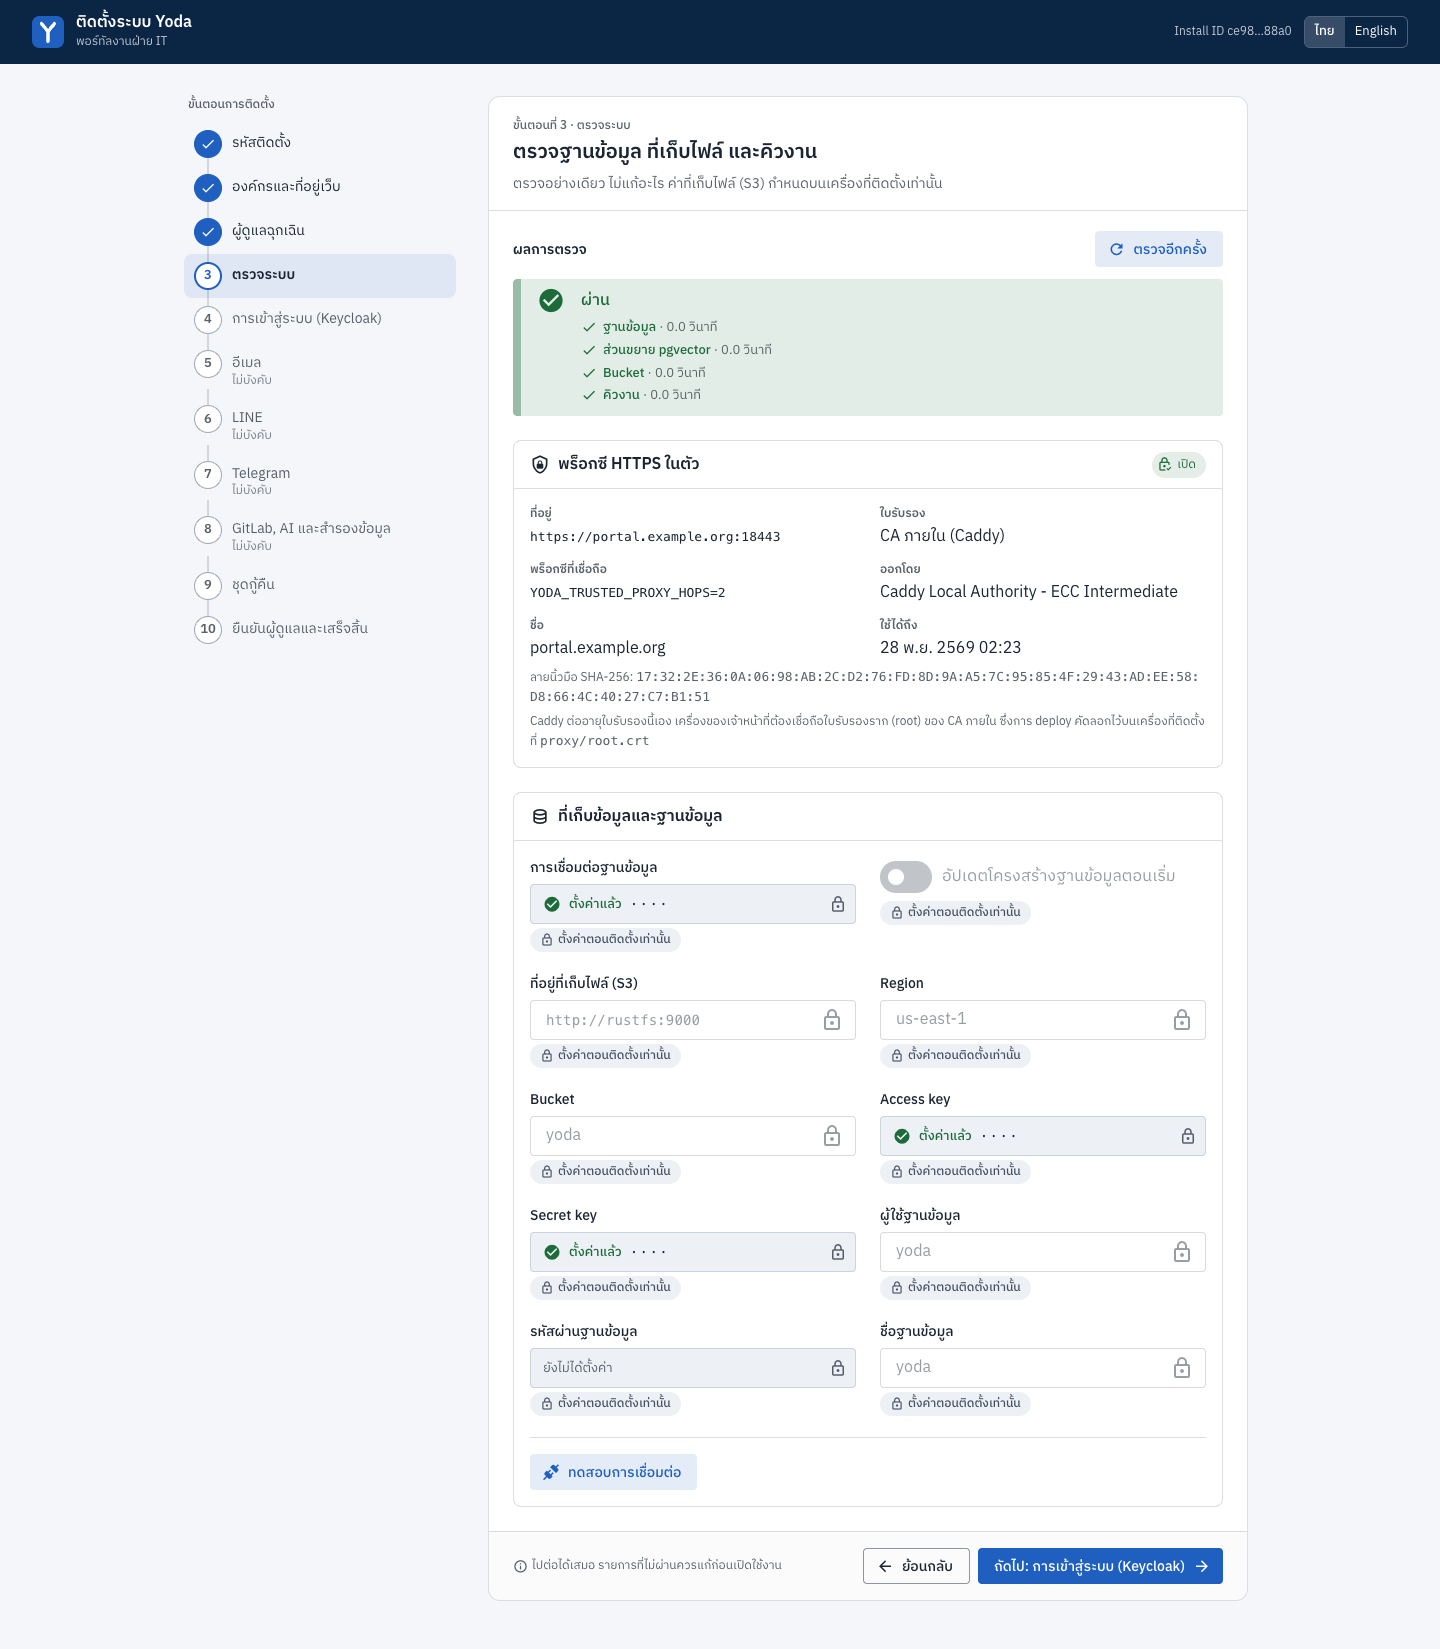 ติดตั้งระบบ Yoda
พอร์ทัลงานฝ่าย IT
Install ID ce98…88a0
ไทย
English
ขั้นตอนการติดตั้ง
รหัสติดตั้ง
องค์กรและที่อยู่เว็บ
ผู้ดูแลฉุกเฉิน
3 ตรวจระบบ
4 การเข้าสู่ระบบ (Keycloak)
5 อีเมล
ไม่บังคับ
6 LINE
ไม่บังคับ
7 Telegram
ไม่บังคับ
8 GitLab, AI และสำรองข้อมูล
ไม่บังคับ
9 ชุดกู้คืน
10 ยืนยันผู้ดูแลและเสร็จสิ้น
ขั้นตอนที่ 3 · ตรวจระบบ
ตรวจฐานข้อมูล ที่เก็บไฟล์ และคิวงาน
ตรวจอย่างเดียว ไม่แก้อะไร ค่าที่เก็บไฟล์ (S3) กำหนดบนเครื่องที่ติดตั้งเท่านั้น
ผลการตรวจ
ตรวจอีกครั้ง
ผ่าน
ฐานข้อมูล · 0.0 วินาที
ส่วนขยาย pgvector · 0.0 วินาที
Bucket · 0.0 วินาที
คิวงาน · 0.0 วินาที
พร็อกซี HTTPS ในตัว
เปิด
ที่อยู่
https://portal.example.org:18443
ใบรับรอง
CA ภายใน (Caddy)
พร็อกซีที่เชื่อถือ
YODA_TRUSTED_PROXY_HOPS=2
ออกโดย
Caddy Local Authority - ECC Intermediate
ชื่อ
portal.example.org
ใช้ได้ถึง
28 พ.ย. 2569 02:23
ลายนิ้วมือ SHA-256: 17:32:2E:36:0A:06:98:AB:2C:D2:76:FD:8D:9A:A5:7C:95:85:4F:29:43:AD:EE:58:
D8:66:4C:40:27:C7:B1:51
Caddy ต่ออายุใบรับรองนี้เอง เครื่องของเจ้าหน้าที่ต้องเชื่อถือใบรับรองราก (root) ของ CA ภายใน ซึ่งการ deploy คัดลอกไว้บนเครื่องที่ติดตั้ง
ที่ proxy/root.crt
ที่เก็บข้อมูลและฐานข้อมูล
การเชื่อมต่อฐานข้อมูล
ตั้งค่าแล้ว ····
ตั้งค่าตอนติดตั้งเท่านั้น
อัปเดตโครงสร้างฐานข้อมูลตอนเริ่ม
ตั้งค่าตอนติดตั้งเท่านั้น
ที่อยู่ที่เก็บไฟล์ (S3)
http://rustfs:9000
ตั้งค่าตอนติดตั้งเท่านั้น
Region
us-east-1
ตั้งค่าตอนติดตั้งเท่านั้น
Bucket
yoda
ตั้งค่าตอนติดตั้งเท่านั้น
Access key
ตั้งค่าแล้ว ····
ตั้งค่าตอนติดตั้งเท่านั้น
Secret key
ตั้งค่าแล้ว ····
ตั้งค่าตอนติดตั้งเท่านั้น
ผู้ใช้ฐานข้อมูล
yoda
ตั้งค่าตอนติดตั้งเท่านั้น
รหัสผ่านฐานข้อมูล
ยังไม่ได้ตั้งค่า
ตั้งค่าตอนติดตั้งเท่านั้น
ชื่อฐานข้อมูล
yoda
ตั้งค่าตอนติดตั้งเท่านั้น
ทดสอบการเชื่อมต่อ
ไปต่อได้เสมอ รายการที่ไม่ผ่านควรแก้ก่อนเปิดใช้งาน
ย้อนกลับ
ถัดไป: การเข้าสู่ระบบ (Keycloak)